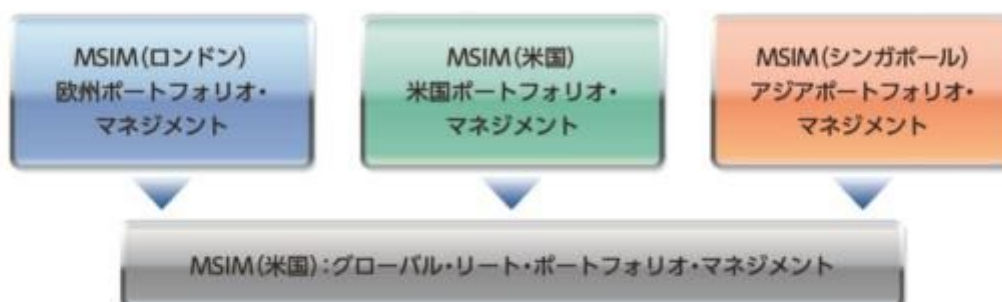 MSIM(ロンドン)
欧州ポートフォリオ・
マネジメント
MSIM(米国)
米国ポートフォリオ・
マネジメント
MSIM(シンガポール)
アジアポートフォリオ・
マネジメント
MSIM(米国):グローバル・リート・ポートフォリオ・マネジメント